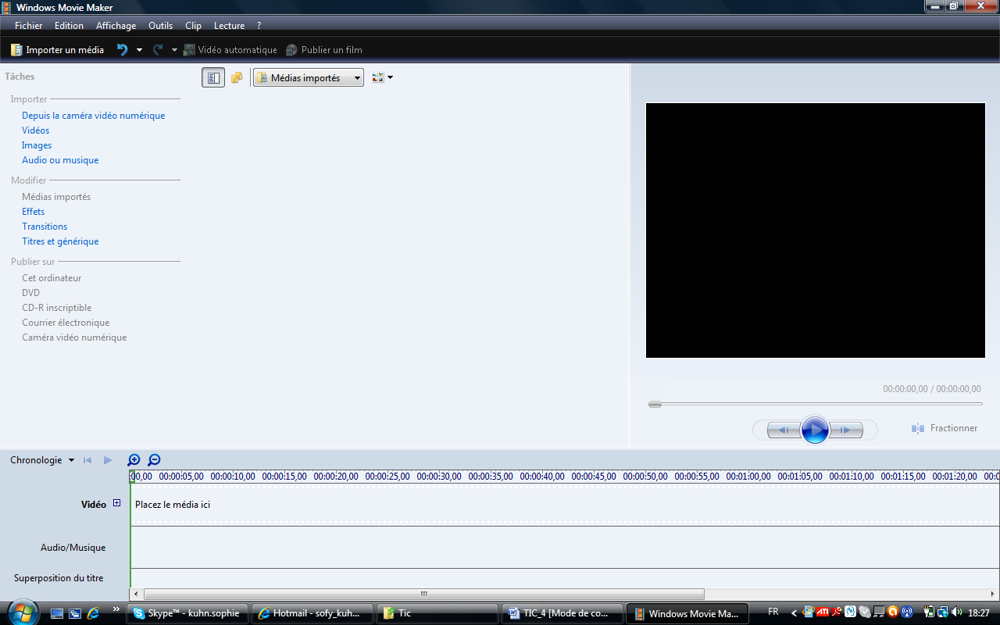 Windows Movie Maker
Fichier Edition Affichage Outils Clip Lecture ?
Importer un média Vidéo automatique Publier un film
Tâches
Médias importés
Importer
Depuis la caméra vidéo numérique
Vidéos
Images
Audio ou musique
Modifier
Médias importés
Effets
Transitions
Titres et générique
Publier sur
Cet ordinateur
DVD
CD-R inscriptible
Courrier électronique
Caméra vidéo numérique
00:00:00,00 / 00:00:00,00
Fractionner
Chronologie
00,00 00:00:05,00 00:00:10,00 00:00:15,00 00:00:20,00 00:00:25,00 00:00:30,00 00:00:35,00 00:00:40,00 00:00:45,00 00:00:50,00 00:00:55,00 00:01:00,00 00:01:05,00 00:01:10,00 00:01:15,00 00:01:20,00 00:0
Vidéo Placez le média ici
Audio/Musique
Superposition du titre
Skype™ - kuhn.sophie Hotmail - sofy_kuh... Tic TIC_4 [Mode de co... Windows Movie Ma... FR ATI 18:27